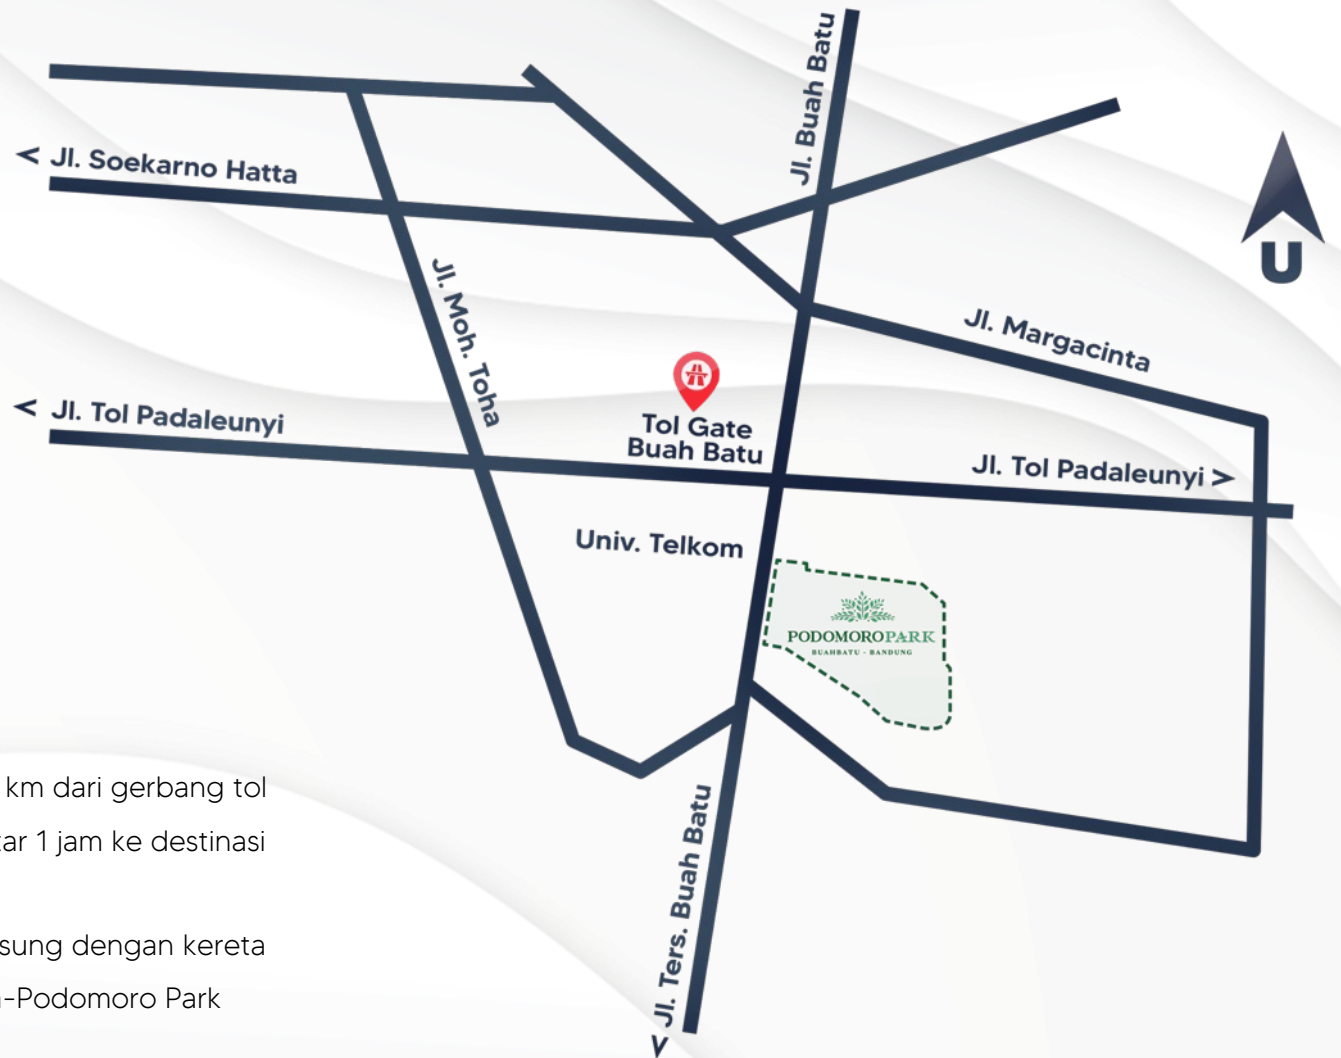 Jl. Buah Batu
< Jl. Soekarno Hatta
U
Jl. Moh. Toha
Jl. Margacinta
< Jl. Tol Padaleunyi
Tol Gate
Buah Batu
Jl. Tol Padaleunyi >
Univ. Telkom
PODOMOROPARK
BUAHBATU - BANDUNG
km dari gerbang tol
tar 1 jam ke destinasi
sung dengan kereta
-Podomoro Park
< Jl. Ters. Buah Batu